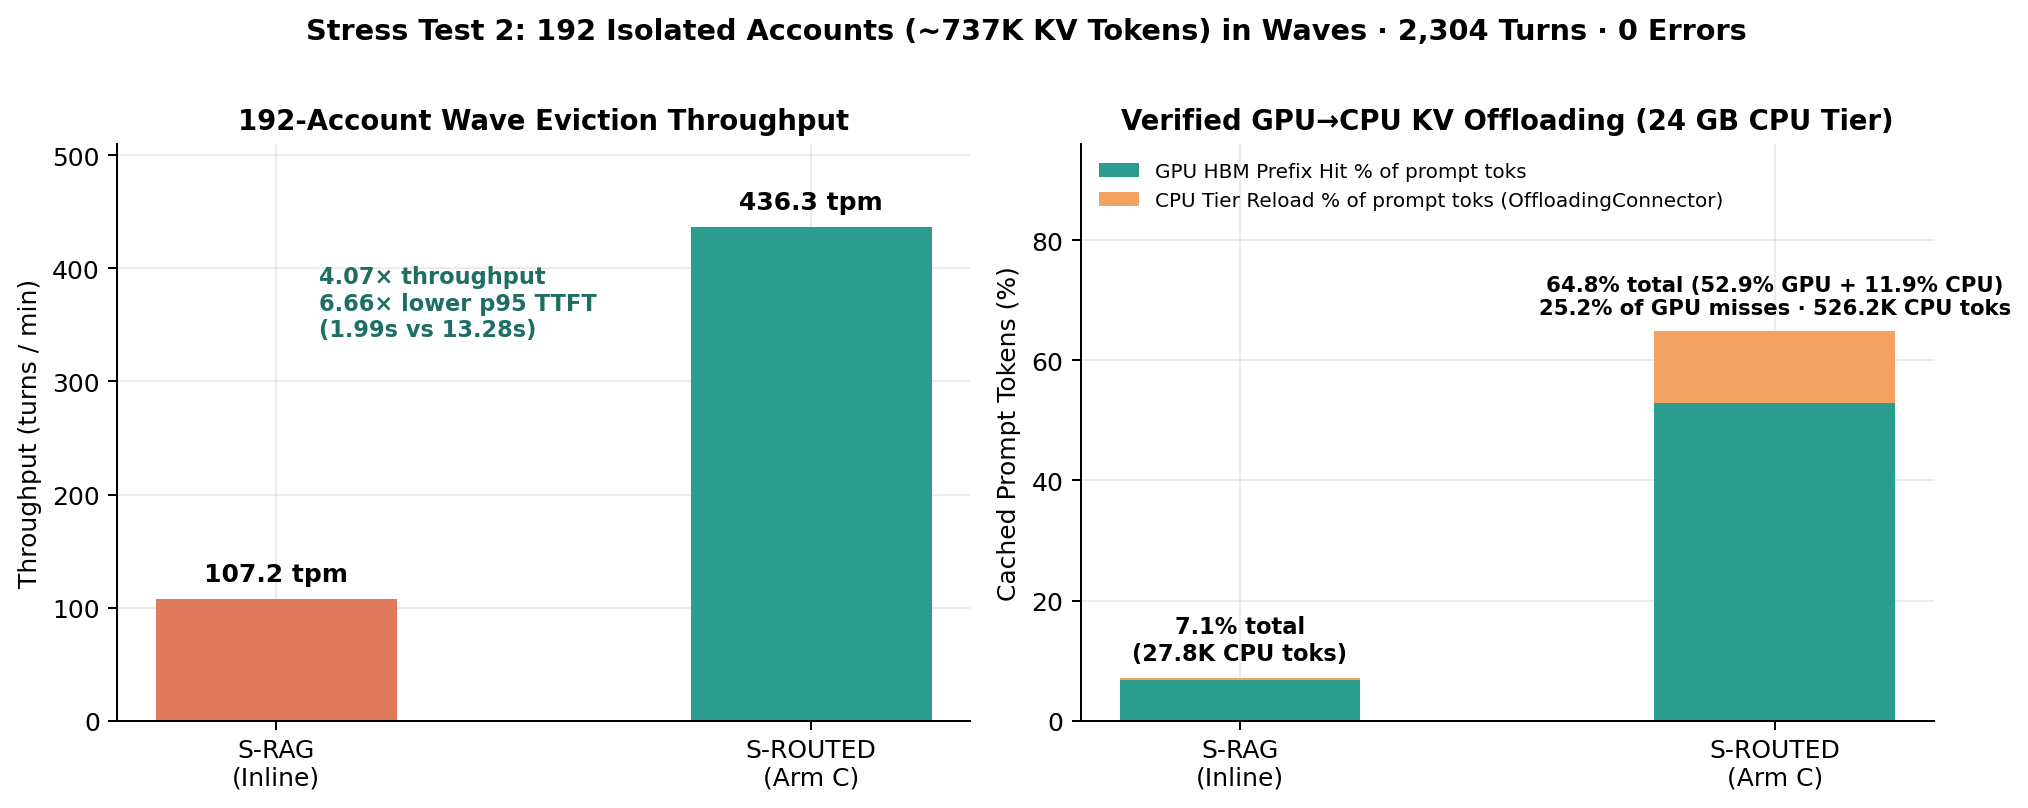 Stress Test 2: 192 Isolated Accounts (~737K KV Tokens) in Waves · 2,304 Turns · 0 Errors
192-Account Wave Eviction Throughput
Throughput (turns / min)
500
400
300
200
100
0
107.2 tpm
4.07× throughput
6.66× lower p95 TTFT
(1.99s vs 13.28s)
436.3 tpm
S-RAG
(Inline)
S-ROUTED
(Arm C)
Verified GPU→CPU KV Offloading (24 GB CPU Tier)
GPU HBM Prefix Hit % of prompt toks
CPU Tier Reload % of prompt toks (OffloadingConnector)
Cached Prompt Tokens (%)
80
60
40
20
0
7.1% total
(27.8K CPU toks)
64.8% total (52.9% GPU + 11.9% CPU)
25.2% of GPU misses · 526.2K CPU toks
S-RAG
(Inline)
S-ROUTED
(Arm C)